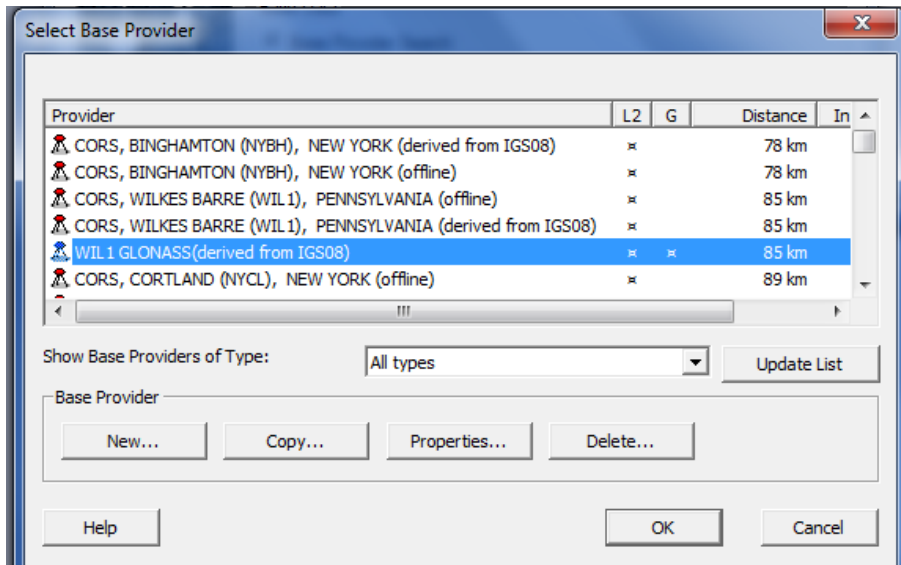 Select Base Provider
Provider L2 G Distance In
CORS, BINGHAMTON (NYBH), NEW YORK (derived from IGS08) ¤ 78 km
CORS, BINGHAMTON (NYBH), NEW YORK (offline) ¤ 78 km
CORS, WILKES BARRE (WIL1), PENNSYLVANIA (offline) ¤ 85 km
CORS, WILKES BARRE (WIL1), PENNSYLVANIA (derived from IGS08) ¤ 85 km
WIL1 GLONASS(derived from IGS08) ¤ ¤ 85 km
CORS, CORTLAND (NYCL), NEW YORK (offline) ¤ 89 km
Show Base Providers of Type: All types Update List
Base Provider
New... Copy... Properties... Delete...
Help OK Cancel